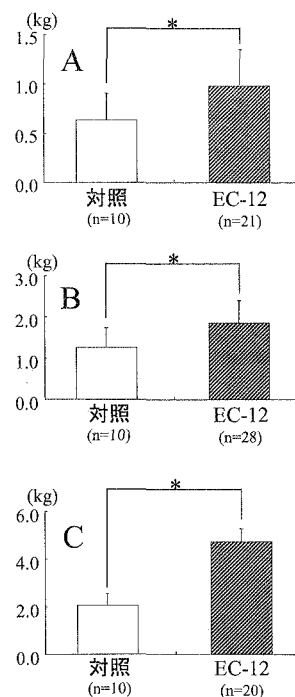 (kg)
1.5
1.0
0.5
0.0
A
*
対照 EC-12
(n=10) (n=21)
(kg)
3.0
2.0
1.0
0.0
B
*
対照 EC-12
(n=10) (n=28)
(kg)
6.0
4.0
2.0
0.0
C
*
対照 EC-12
(n=10) (n=20)